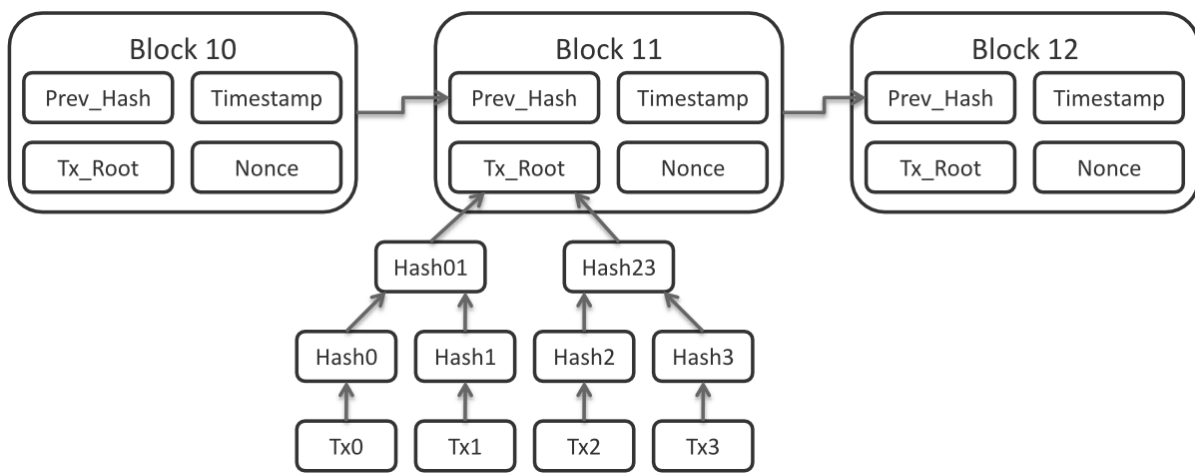 Block 10
Block 11
Block 12
Prev_Hash
Timestamp
Prev_Hash
Timestamp
Prev_Hash
Timestamp
Tx_Root
Nonce
Tx_Root
Nonce
Tx_Root
Nonce
Hash01
Hash23
Hash0
Hash1
Hash2
Hash3
Tx0
Tx1
Tx2
Tx3